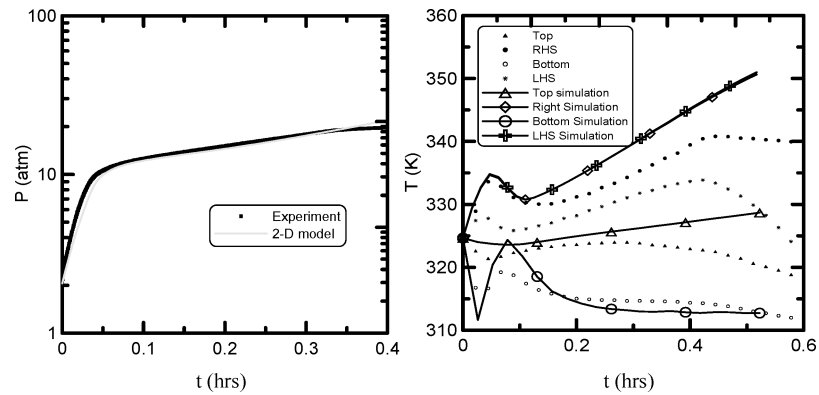 100
10
1
P (atm)
Experiment
2-D model
0
0.1
0.2
0.3
0.4
t (hrs)
360
350
340
330
320
310
T (K)
Top
RHS
Bottom
LHS
Top simulation
Right Simulation
Bottom Simulation
LHS Simulation
0
0.2
0.4
0.6
t (hrs)